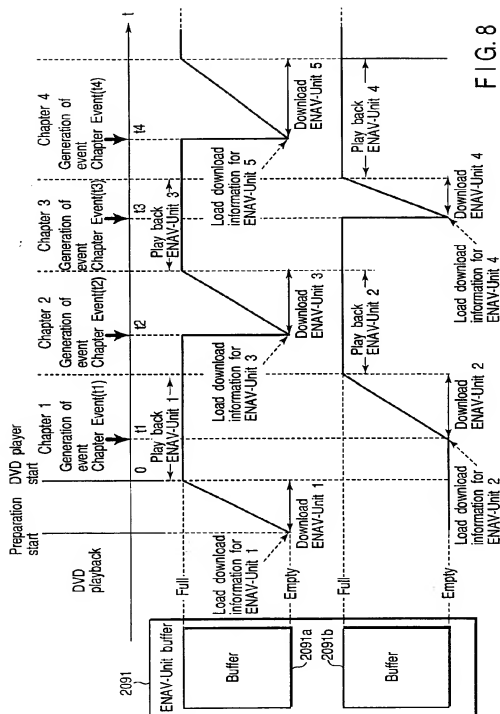 Preparation
start
DVD player
start
Chapter 1
Generation of
event
Chapter Event(t1)
Chapter 2
Generation of
event
Chapter Event(t2)
Chapter 3
Generation of
event
Chapter Event(t3)
Chapter 4
Generation of
event
Chapter Event(t4)
DVD
playback
0
t1
t2
t3
t4
t
2091
ENAV-Unit buffer
Buffer
2091a
Full
Empty
Play back
ENAV-Unit 1
Play back
ENAV-Unit 3
Load download
information for
ENAV-Unit 1
Download
ENAV-Unit 1
Load download
information for
ENAV-Unit 3
Download
ENAV-Unit 3
Load download
information for
ENAV-Unit 5
Download
ENAV-Unit 5
Buffer
2091b
Full
Empty
Play back
ENAV-Unit 2
Play back
ENAV-Unit 4
Load download
information for
ENAV-Unit 2
Download
ENAV-Unit 2
Load download
information for
ENAV-Unit 4
Download
ENAV-Unit 4
FIG. 8